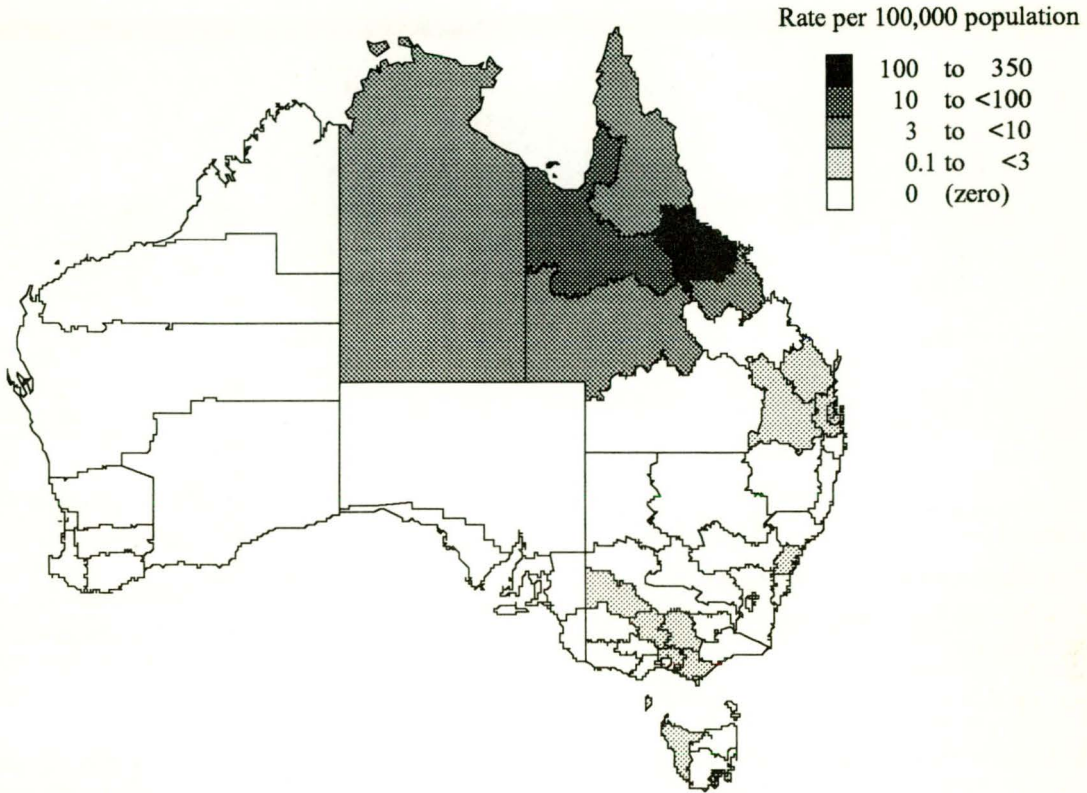 Rate per 100,000 population
100 to 350
10 to <100
3 to <10
0.1 to <3
0 (zero)